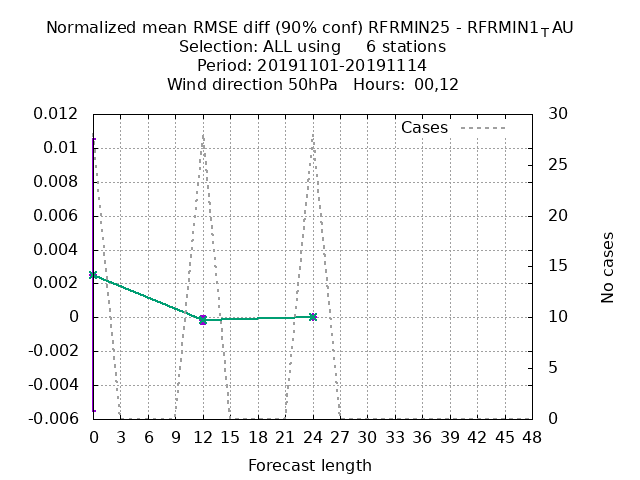 Normalized mean RMSE diff (90% conf) RFRMIN25 - RFRMIN1TAU
Selection: ALL using 6 stations
Period: 20191101-20191114
Wind direction 50hPa Hours: 00,12
Cases
0.012
0.01
0.008
0.006
0.004
0.002
0
-0.002
-0.004
-0.006
30
25
20
15
10
5
0
No cases
0 3 6 9 12 15 18 21 24 27 30 33 36 39 42 45 48
Forecast length